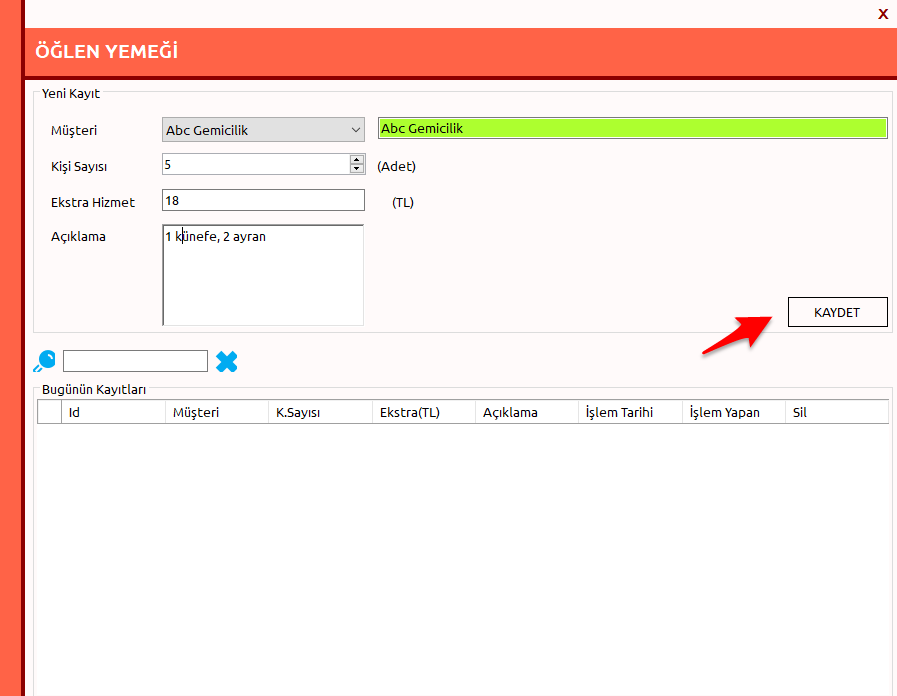 X
ÖĞLEN YEMEĞİ
Yeni Kayıt
Müşteri Abc Gemicilik Abc Gemicilik
Kişi Sayısı 5 (Adet)
Ekstra Hizmet 18 (TL)
Açıklama 1 künefe, 2 ayran
KAYDET
Bugünün Kayıtları
Id Müşteri K.Sayısı Ekstra(TL) Açıklama İşlem Tarihi İşlem Yapan Sil